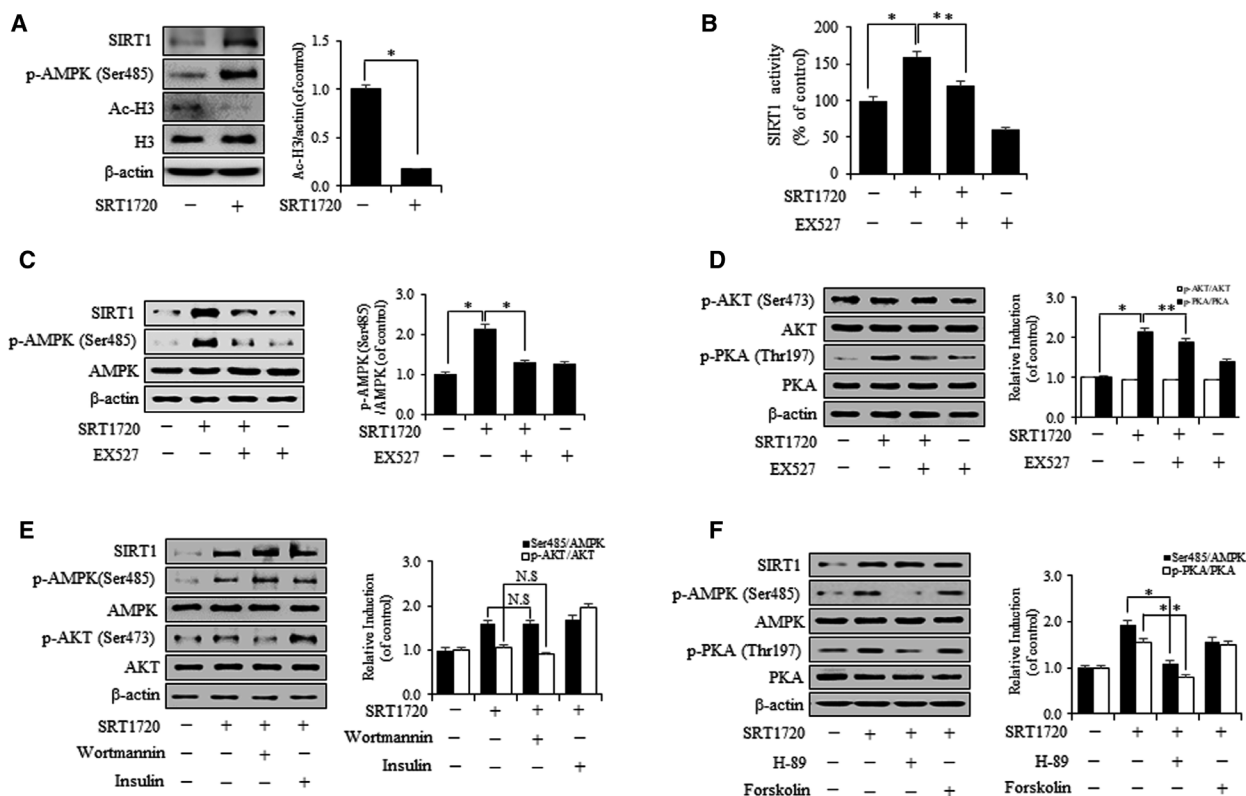 A
SIRT1
p-AMPK (Ser485)
Ac-H3
H3
β-actin
SRT1720 − +
Ac-H3/actin (of control)
1.5
1.0
0.5
0.0
*
SRT1720 − +
B
SIRT1 activity
(% of control)
200
150
100
50
0
* **
SRT1720 − + + −
EX527 − − + +
C
SIRT1
p-AMPK (Ser485)
AMPK
β-actin
SRT1720 − + + −
EX527 − − + +
p-AMPK (Ser485)
/AMPK (of control)
3.0
2.0
1.0
0.0
* *
SRT1720 − + + −
EX527 − − + +
D
p-AKT (Ser473)
AKT
p-PKA (Thr197)
PKA
β-actin
SRT1720 − + + −
EX527 − − + +
p-AKT/AKT
p-PKA/PKA
Relative Induction
(of control)
3.0
2.0
1.0
0.0
* **
SRT1720 − + + −
EX527 − − + +
E
SIRT1
p-AMPK(Ser485)
AMPK
p-AKT (Ser473)
AKT
β-actin
SRT1720 − + + +
Wortmannin − − + −
Insulin − − − +
Ser485/AMPK
p-AKT/AKT
Relative Induction
(of control)
3.0
2.0
1.0
0.0
N.S
N.S
SRT1720 − + + +
Wortmannin − − + −
Insulin − − − +
F
SIRT1
p-AMPK (Ser485)
AMPK
p-PKA (Thr197)
PKA
β-actin
SRT1720 − + + +
H-89 − − + −
Forskolin − − − +
Ser485/AMPK
p-PKA/PKA
Relative Induction
(of control)
3.0
2.0
1.0
0.0
*
**
SRT1720 − + + +
H-89 − − + −
Forskolin − − − +